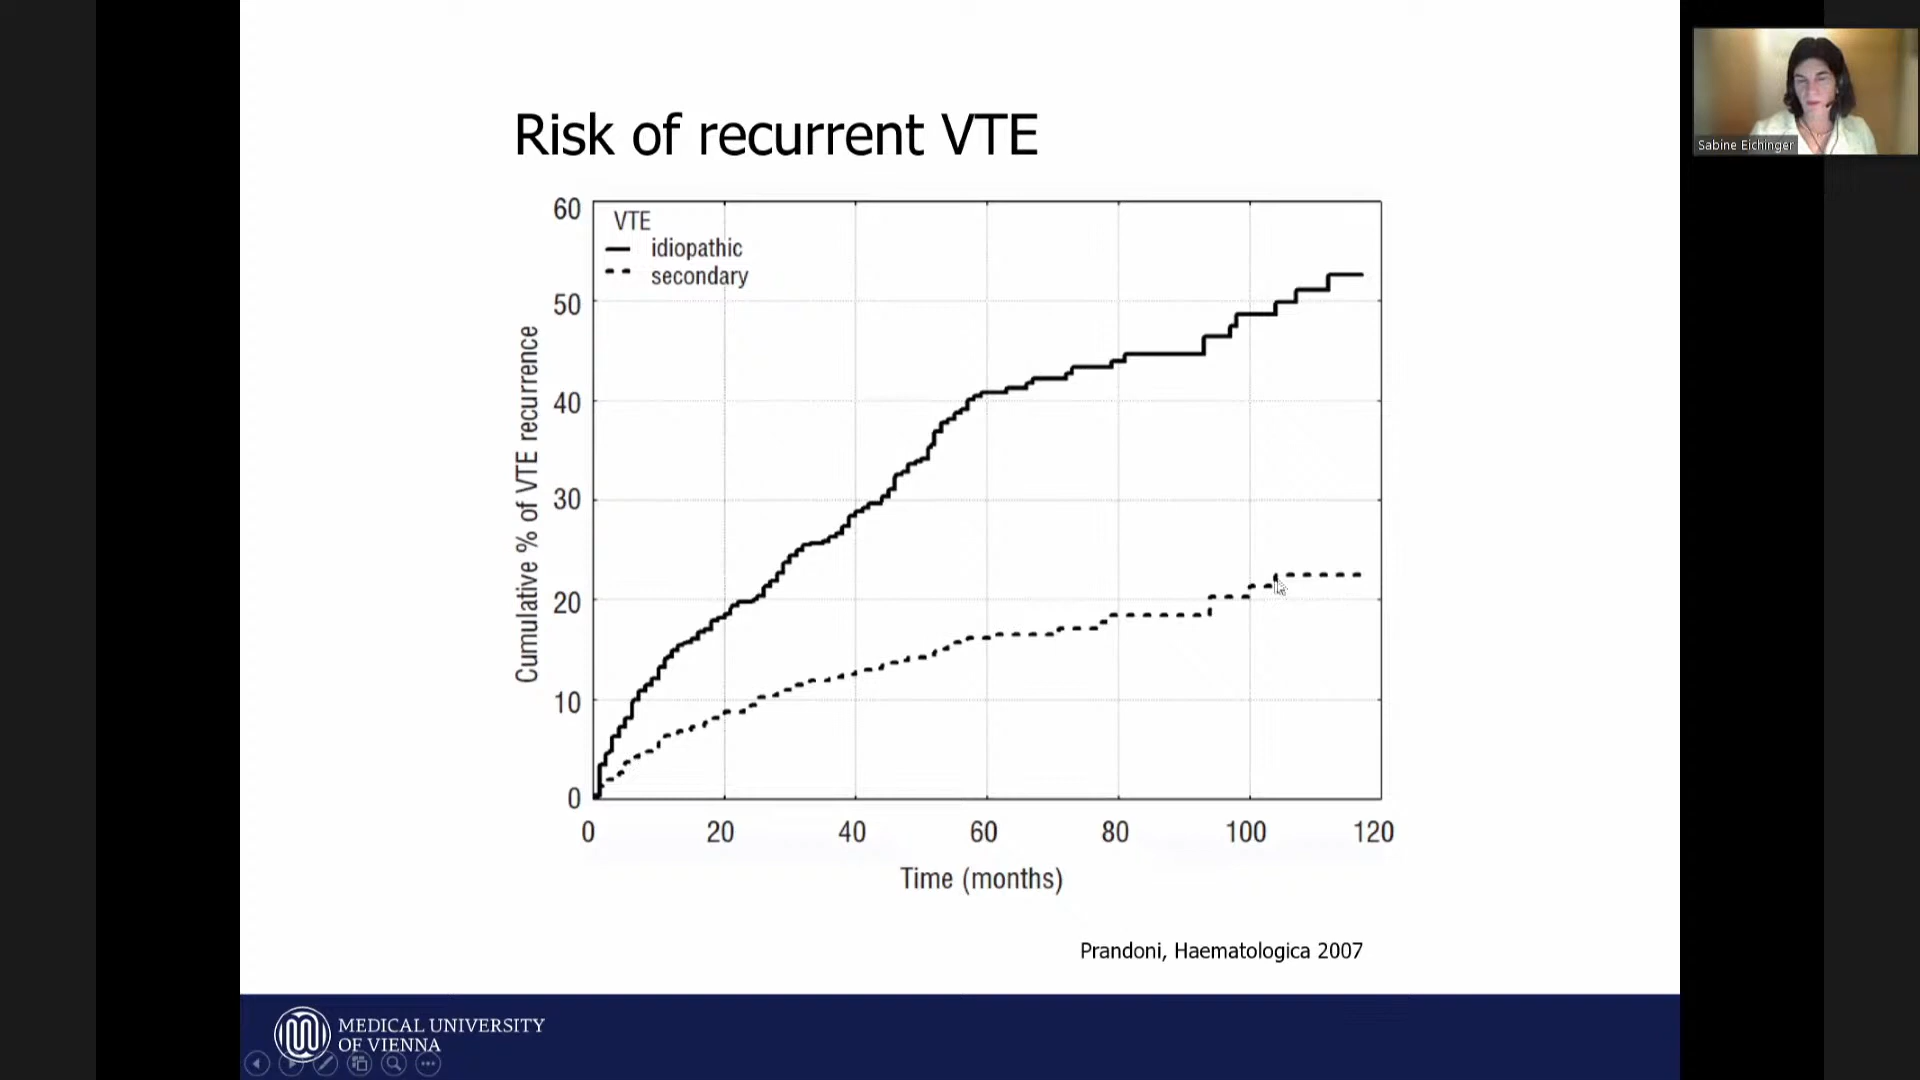 Risk of recurrent VTE
Sabine Eichinger
VTE
idiopathic
secondary
Cumulative % of VTE recurrence
60
50
40
30
20
10
0
0 20 40 60 80 100 120
Time (months)
Prandoni, Haematologica 2007
MEDICAL UNIVERSITY
OF VIENNA